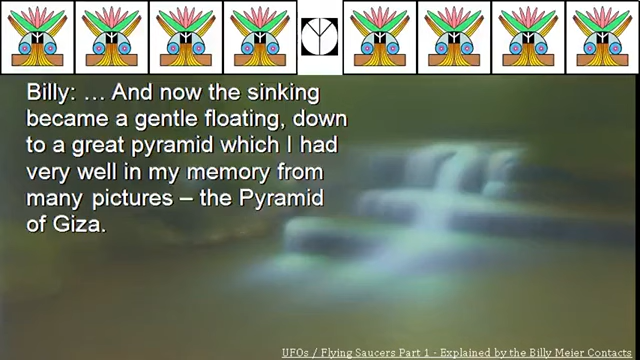 Billy: … And now the sinking
became a gentle floating, down
to a great pyramid which I had
very well in my memory from
many pictures – the Pyramid
of Giza.
UFOs / Flying Saucers Part 1 - Explained by the Billy Meier Contacts